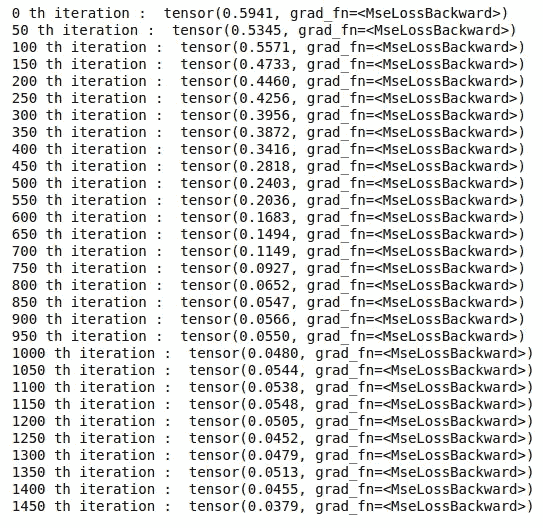 0 th iteration :  tensor(0.5941, grad_fn=<MseLossBackward>)
50 th iteration :  tensor(0.5345, grad_fn=<MseLossBackward>)
100 th iteration :  tensor(0.5571, grad_fn=<MseLossBackward>)
150 th iteration :  tensor(0.4733, grad_fn=<MseLossBackward>)
200 th iteration :  tensor(0.4460, grad_fn=<MseLossBackward>)
250 th iteration :  tensor(0.4256, grad_fn=<MseLossBackward>)
300 th iteration :  tensor(0.3956, grad_fn=<MseLossBackward>)
350 th iteration :  tensor(0.3872, grad_fn=<MseLossBackward>)
400 th iteration :  tensor(0.3416, grad_fn=<MseLossBackward>)
450 th iteration :  tensor(0.2818, grad_fn=<MseLossBackward>)
500 th iteration :  tensor(0.2403, grad_fn=<MseLossBackward>)
550 th iteration :  tensor(0.2036, grad_fn=<MseLossBackward>)
600 th iteration :  tensor(0.1683, grad_fn=<MseLossBackward>)
650 th iteration :  tensor(0.1494, grad_fn=<MseLossBackward>)
700 th iteration :  tensor(0.1149, grad_fn=<MseLossBackward>)
750 th iteration :  tensor(0.0927, grad_fn=<MseLossBackward>)
800 th iteration :  tensor(0.0652, grad_fn=<MseLossBackward>)
850 th iteration :  tensor(0.0547, grad_fn=<MseLossBackward>)
900 th iteration :  tensor(0.0566, grad_fn=<MseLossBackward>)
950 th iteration :  tensor(0.0550, grad_fn=<MseLossBackward>)
1000 th iteration :  tensor(0.0480, grad_fn=<MseLossBackward>)
1050 th iteration :  tensor(0.0544, grad_fn=<MseLossBackward>)
1100 th iteration :  tensor(0.0538, grad_fn=<MseLossBackward>)
1150 th iteration :  tensor(0.0548, grad_fn=<MseLossBackward>)
1200 th iteration :  tensor(0.0505, grad_fn=<MseLossBackward>)
1250 th iteration :  tensor(0.0452, grad_fn=<MseLossBackward>)
1300 th iteration :  tensor(0.0479, grad_fn=<MseLossBackward>)
1350 th iteration :  tensor(0.0513, grad_fn=<MseLossBackward>)
1400 th iteration :  tensor(0.0455, grad_fn=<MseLossBackward>)
1450 th iteration :  tensor(0.0379, grad_fn=<MseLossBackward>)